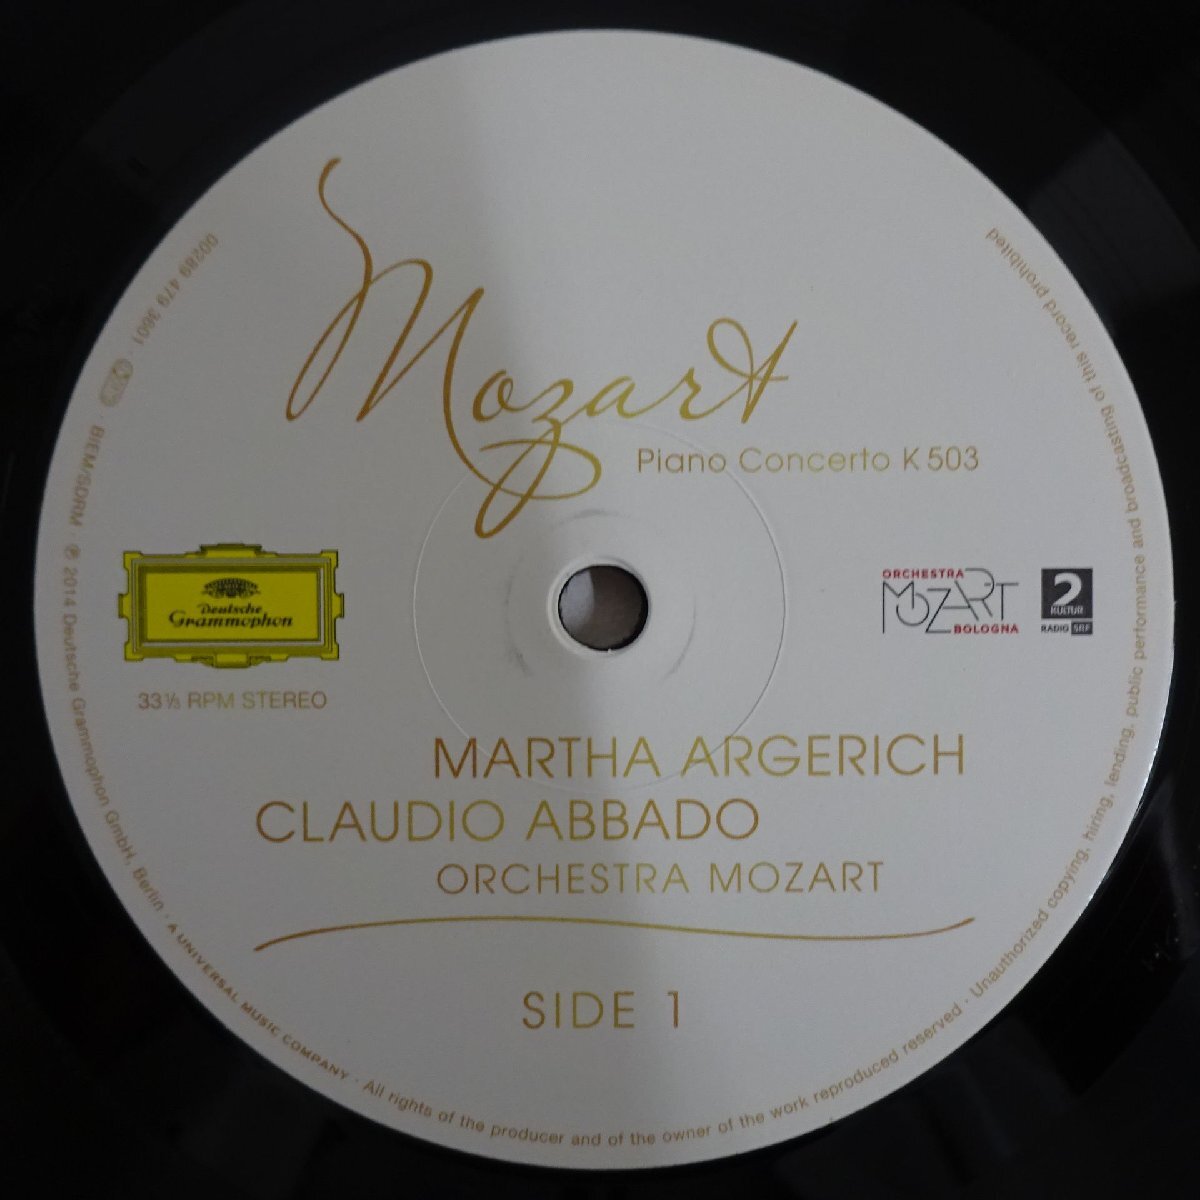 Mozart
Piano Concerto K 503
Deutsche
Grammophon
33⅓ RPM STEREO
ORCHESTRA
MOZART
BOLOGNA
2
KULTUR
RADIO SRF
MARTHA ARGERICH
CLAUDIO ABBADO
ORCHESTRA MOZART
SIDE 1
00289 479 3601 · BIEM/SDRM · ℗ 2014 Deutsche Grammophon GmbH, Berlin · A UNIVERSAL MUSIC COMPANY · All rights of the producer and of the owner of the work reproduced reserved · Unauthorized copying, hiring, lending, public performance and broadcasting of this record prohibited